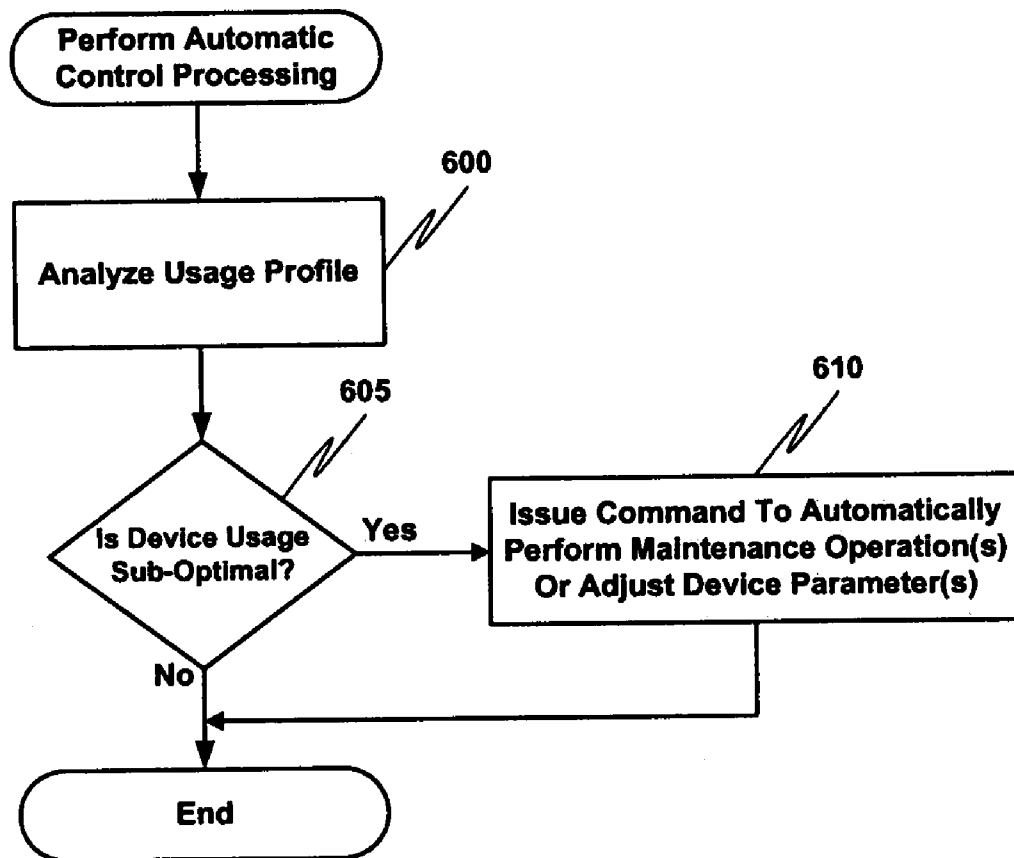 Perform Automatic
Control Processing
600
Analyze Usage Profile
605
610
Is Device Usage
Sub-Optimal?
Yes
Issue Command To Automatically
Perform Maintenance Operation(s)
Or Adjust Device Parameter(s)
No
End